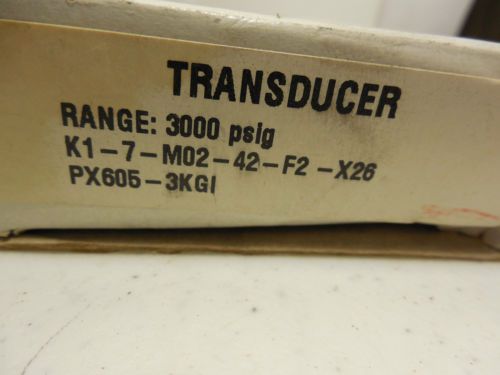 TRANSDUCER
RANGE: 3000 psig
K1-7-M02-42-F2-X26
PX605-3KGI